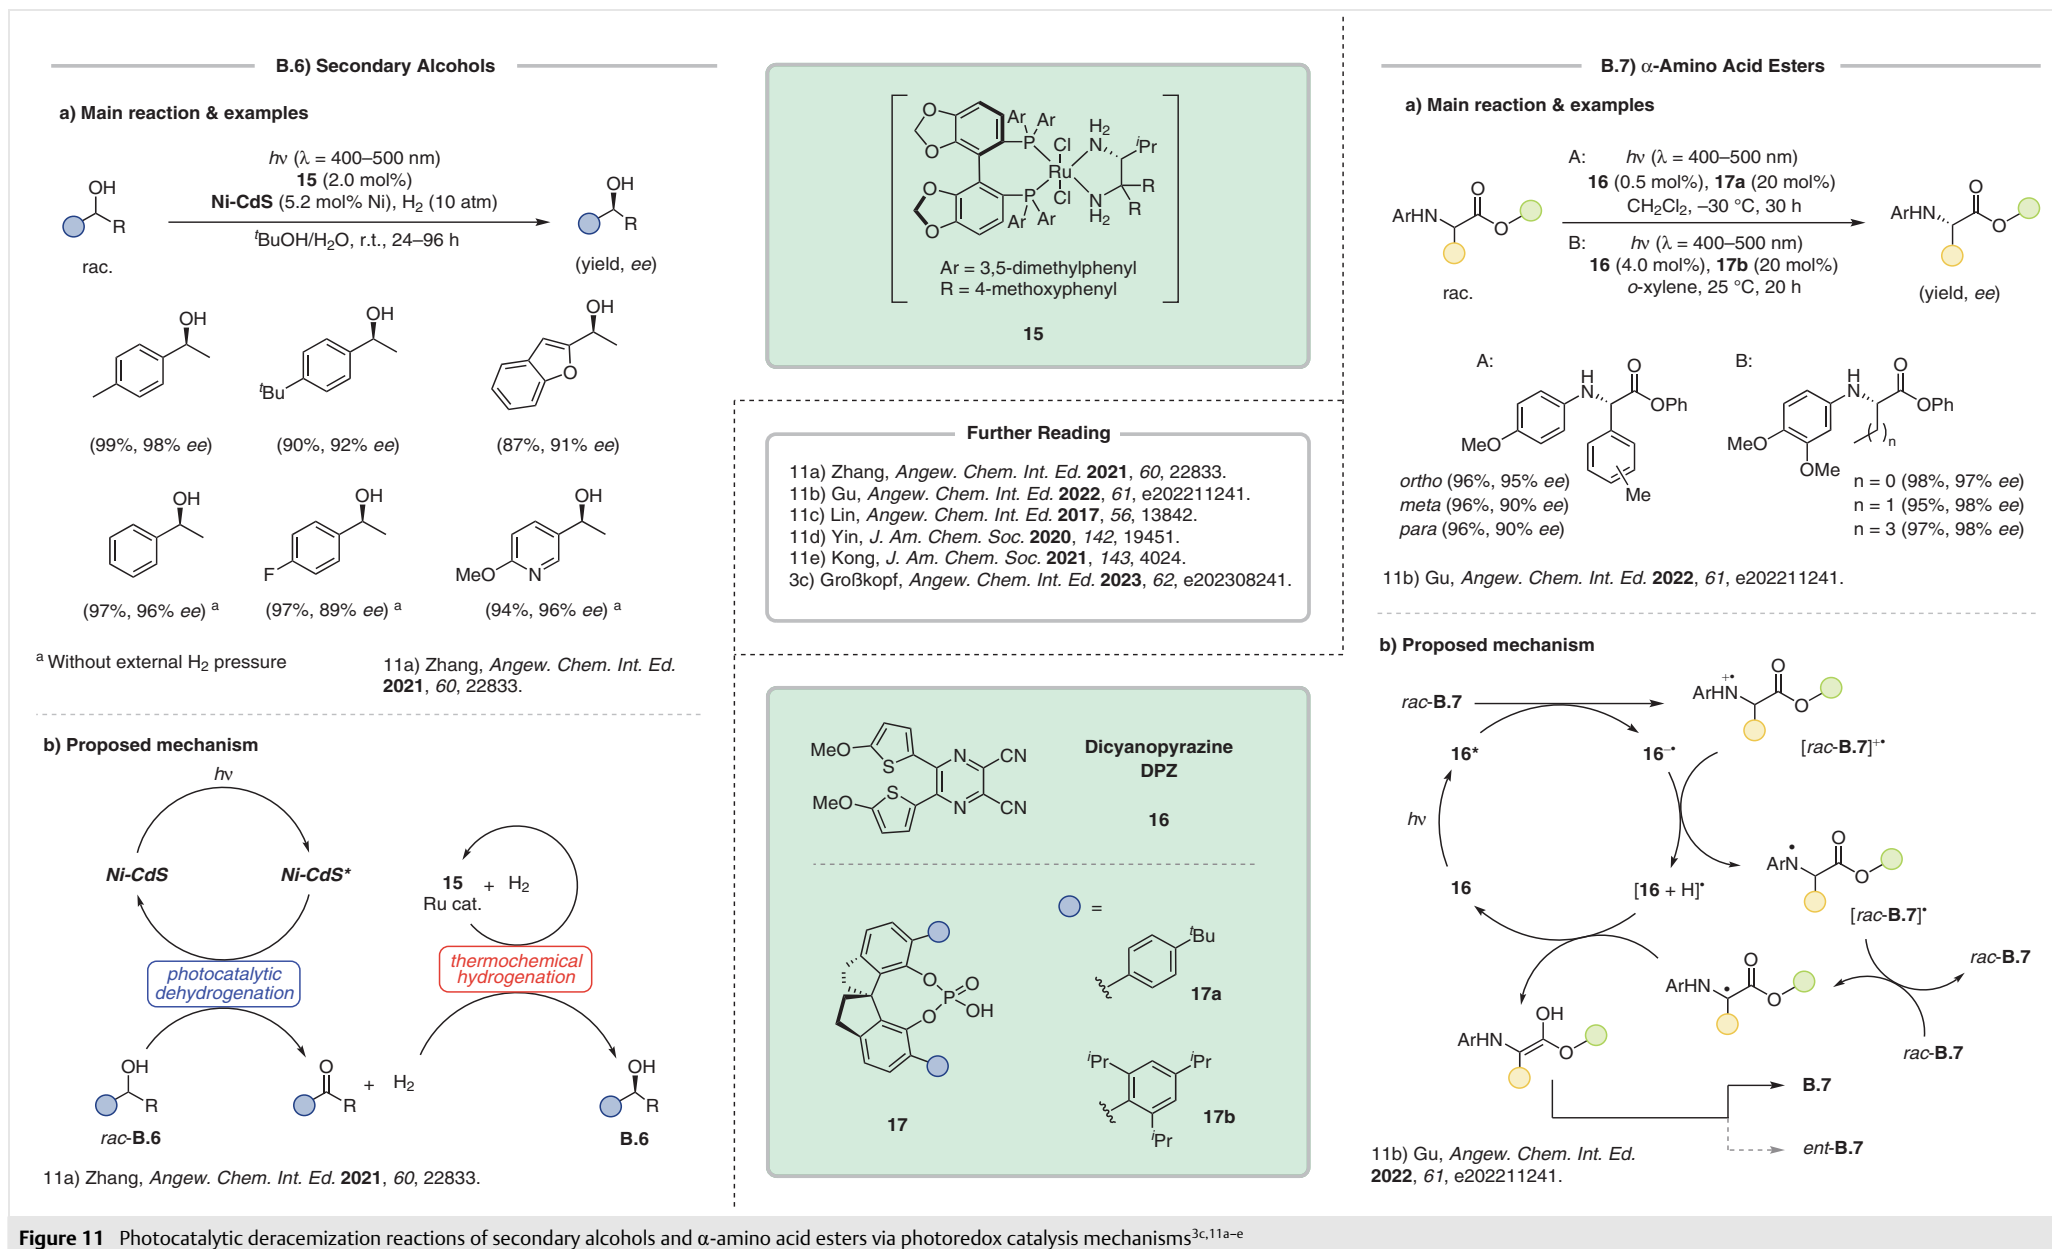 B.6) Secondary Alcohols
a) Main reaction & examples
OH
R
rac.
hν (λ = 400–500 nm)
15 (2.0 mol%)
Ni-CdS (5.2 mol% Ni), H2 (10 atm)
tBuOH/H2O, r.t., 24–96 h
OH
R
(yield, ee)
OH
(99%, 98% ee)
OH
tBu
(90%, 92% ee)
OH
O
(87%, 91% ee)
OH
(97%, 96% ee) a
OH
F
(97%, 89% ee) a
OH
MeO
N
(94%, 96% ee) a
a Without external H2 pressure
11a) Zhang, Angew. Chem. Int. Ed.
2021, 60, 22833.
b) Proposed mechanism
hν
Ni-CdS
Ni-CdS*
15 + H2
Ru cat.
photocatalytic
dehydrogenation
thermochemical
hydrogenation
OH
R
rac-B.6
O
R
+ H2
OH
R
B.6
11a) Zhang, Angew. Chem. Int. Ed. 2021, 60, 22833.
O
O
Ar Ar
P
Cl
Ru
Cl
H2
N
iPr
O
O
P
Ar Ar
N
H2
R
R
Ar = 3,5-dimethylphenyl
R = 4-methoxyphenyl
15
Further Reading
11a) Zhang, Angew. Chem. Int. Ed. 2021, 60, 22833.
11b) Gu, Angew. Chem. Int. Ed. 2022, 61, e202211241.
11c) Lin, Angew. Chem. Int. Ed. 2017, 56, 13842.
11d) Yin, J. Am. Chem. Soc. 2020, 142, 19451.
11e) Kong, J. Am. Chem. Soc. 2021, 143, 4024.
3c) Großkopf, Angew. Chem. Int. Ed. 2023, 62, e202308241.
MeO
S
N
CN
MeO
S
N
CN
Dicyanopyrazine
DPZ
16
O
O
P
O
OH
17
=
tBu
17a
iPr
iPr
iPr
17b
B.7) α-Amino Acid Esters
a) Main reaction & examples
ArHN
O
O
rac.
A: hν (λ = 400–500 nm)
16 (0.5 mol%), 17a (20 mol%)
CH2Cl2, –30 °C, 30 h
B: hν (λ = 400–500 nm)
16 (4.0 mol%), 17b (20 mol%)
o-xylene, 25 °C, 20 h
ArHN
O
O
(yield, ee)
A:
H
N
O
OPh
MeO
Me
ortho (96%, 95% ee)
meta (96%, 90% ee)
para (96%, 90% ee)
B:
H
N
O
OPh
MeO
OMe
( )n
n = 0 (98%, 97% ee)
n = 1 (95%, 98% ee)
n = 3 (97%, 98% ee)
11b) Gu, Angew. Chem. Int. Ed. 2022, 61, e202211241.
b) Proposed mechanism
rac-B.7
+•
ArHN
O
O
[rac-B.7]+•
16*
16–•
hν
16
[16 + H]•
•
ArN
O
O
[rac-B.7]•
rac-B.7
ArHN
•
O
O
rac-B.7
ArHN
OH
O
B.7
ent-B.7
11b) Gu, Angew. Chem. Int. Ed.
2022, 61, e202211241.
Figure 11 Photocatalytic deracemization reactions of secondary alcohols and α-amino acid esters via photoredox catalysis mechanisms3c,11a–e